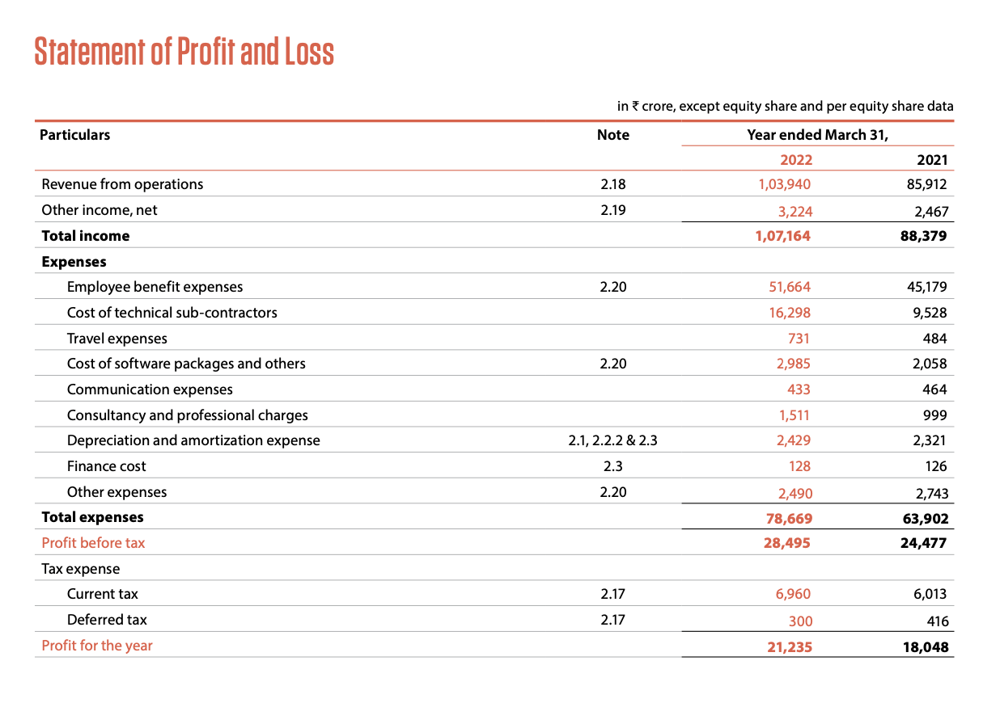 Statement of Profit and Loss
in ₹ crore, except equity share and per equity share data
Particulars Note Year ended March 31,
2022 2021
Revenue from operations 2.18 1,03,940 85,912
Other income, net 2.19 3,224 2,467
Total income 1,07,164 88,379
Expenses
Employee benefit expenses 2.20 51,664 45,179
Cost of technical sub-contractors 16,298 9,528
Travel expenses 731 484
Cost of software packages and others 2.20 2,985 2,058
Communication expenses 433 464
Consultancy and professional charges 1,511 999
Depreciation and amortization expense 2.1, 2.2.2 & 2.3 2,429 2,321
Finance cost 2.3 128 126
Other expenses 2.20 2,490 2,743
Total expenses 78,669 63,902
Profit before tax 28,495 24,477
Tax expense
Current tax 2.17 6,960 6,013
Deferred tax 2.17 300 416
Profit for the year 21,235 18,048